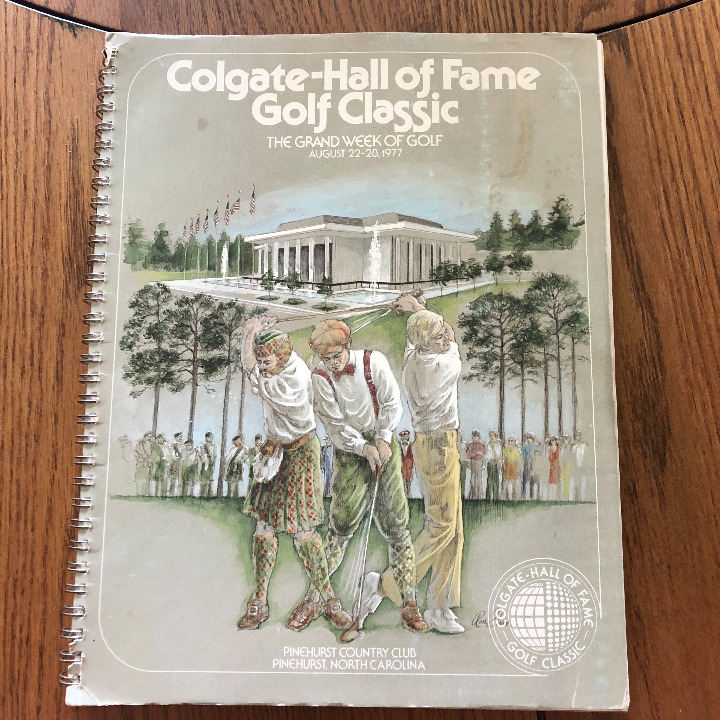 Colgate-Hall of Fame
Golf Classic
THE GRAND WEEK OF GOLF
AUGUST 22-28, 1977
COLGATE-HALL OF FAME
GOLF CLASSIC
PINEHURST COUNTRY CLUB
PINEHURST, NORTH CAROLINA